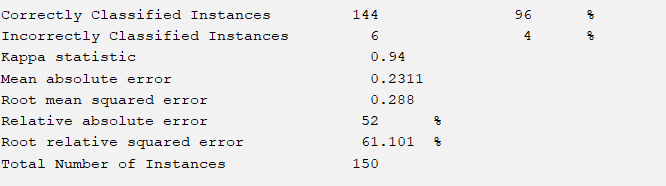 Correctly Classified Instances         144               96      %
Incorrectly Classified Instances         6                4      %
Kappa statistic                          0.94
Mean absolute error                      0.2311
Root mean squared error                  0.288
Relative absolute error                 52      %
Root relative squared error             61.101  %
Total Number of Instances              150